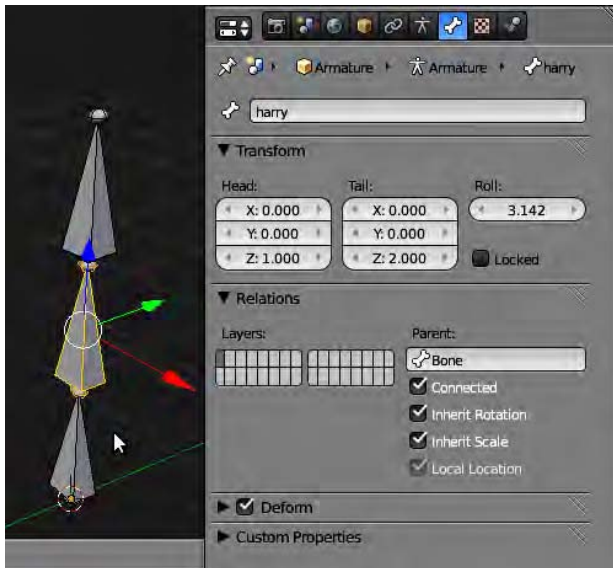 Armature Armature harry
harry
Transform
Head: Tail: Roll:
X: 0.000 X: 0.000 3.142
Y: 0.000 Y: 0.000
Z: 1.000 Z: 2.000 Locked
Relations
Layers: Parent:
Bone
Connected
Inherit Rotation
Inherit Scale
Local Location
Deform
Custom Properties